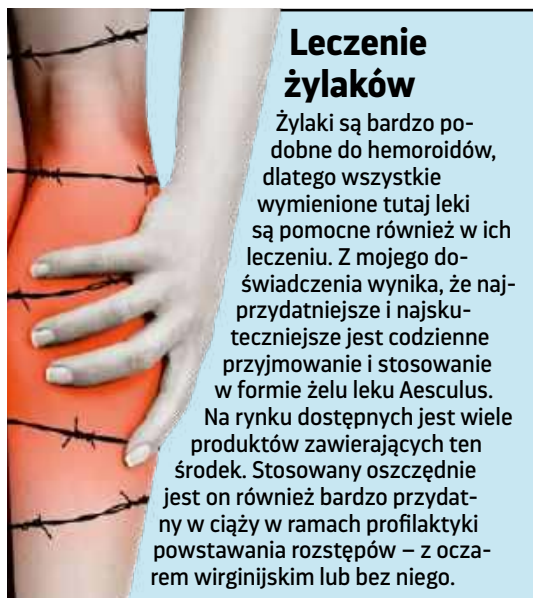 Leczenie
żylaków
Żylaki są bardzo po-
dobne do hemoroidów,
dlatego wszystkie
wymienione tutaj leki
są pomocne również w ich
leczeniu. Z mojego do-
świadczenia wynika, że naj-
przydatniejsze i najsku-
teczniejsze jest codzienne
przyjmowanie i stosowanie
w formie żelu leku Aesculus.
Na rynku dostępnych jest wiele
produktów zawierających ten
środek. Stosowany oszczędnie
jest on również bardzo przydat-
ny w ciąży w ramach profilaktyki
powstawania rozstępów – z ocza-
rem wirginijskim lub bez niego.